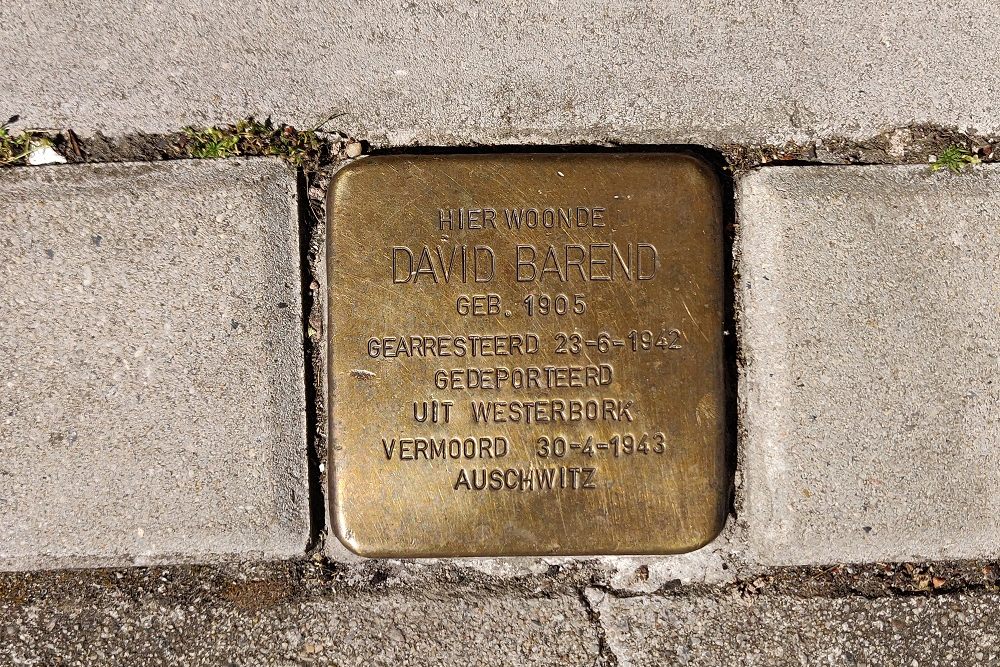 HIER WOONDE
DAVID BAREND
GEB. 1905
GEARRESTEERD 23-6-1942
GEDEPORTEERD
UIT WESTERBORK
VERMOORD 30-4-1943
AUSCHWITZ